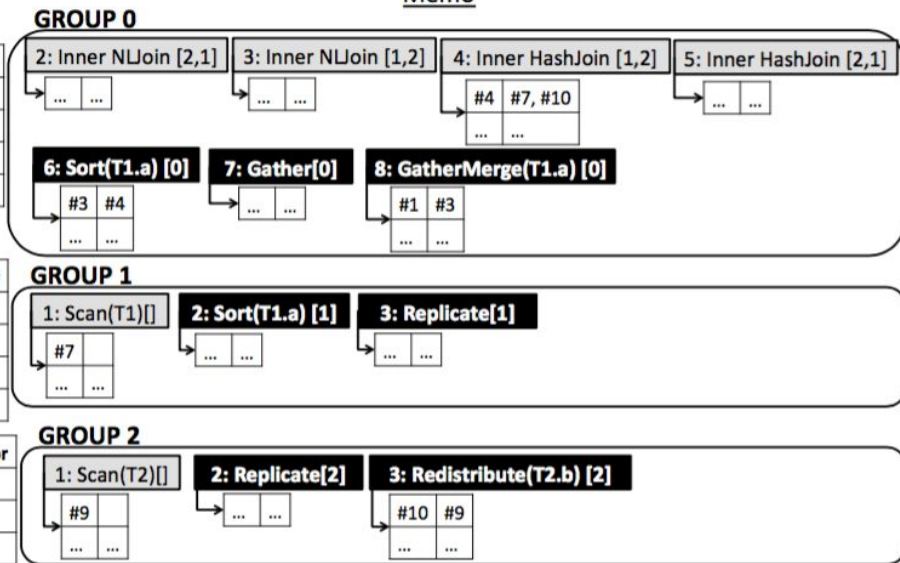 Memo
GROUP 0
2: Inner NLJoin [2,1] 3: Inner NLJoin [1,2] 4: Inner HashJoin [1,2] 5: Inner HashJoin [2,1]
... ... ... ... #4 #7, #10 ... ...
... ...
6: Sort(T1.a) [0] 7: Gather[0] 8: GatherMerge(T1.a) [0]
#3 #4 ... ... #1 #3
... ... ... ...
GROUP 1
1: Scan(T1)[] 2: Sort(T1.a) [1] 3: Replicate[1]
#7 ... ... ... ...
... ...
GROUP 2
r
1: Scan(T2)[] 2: Replicate[2] 3: Redistribute(T2.b) [2]
#9 ... ... #10 #9
... ... ... ...